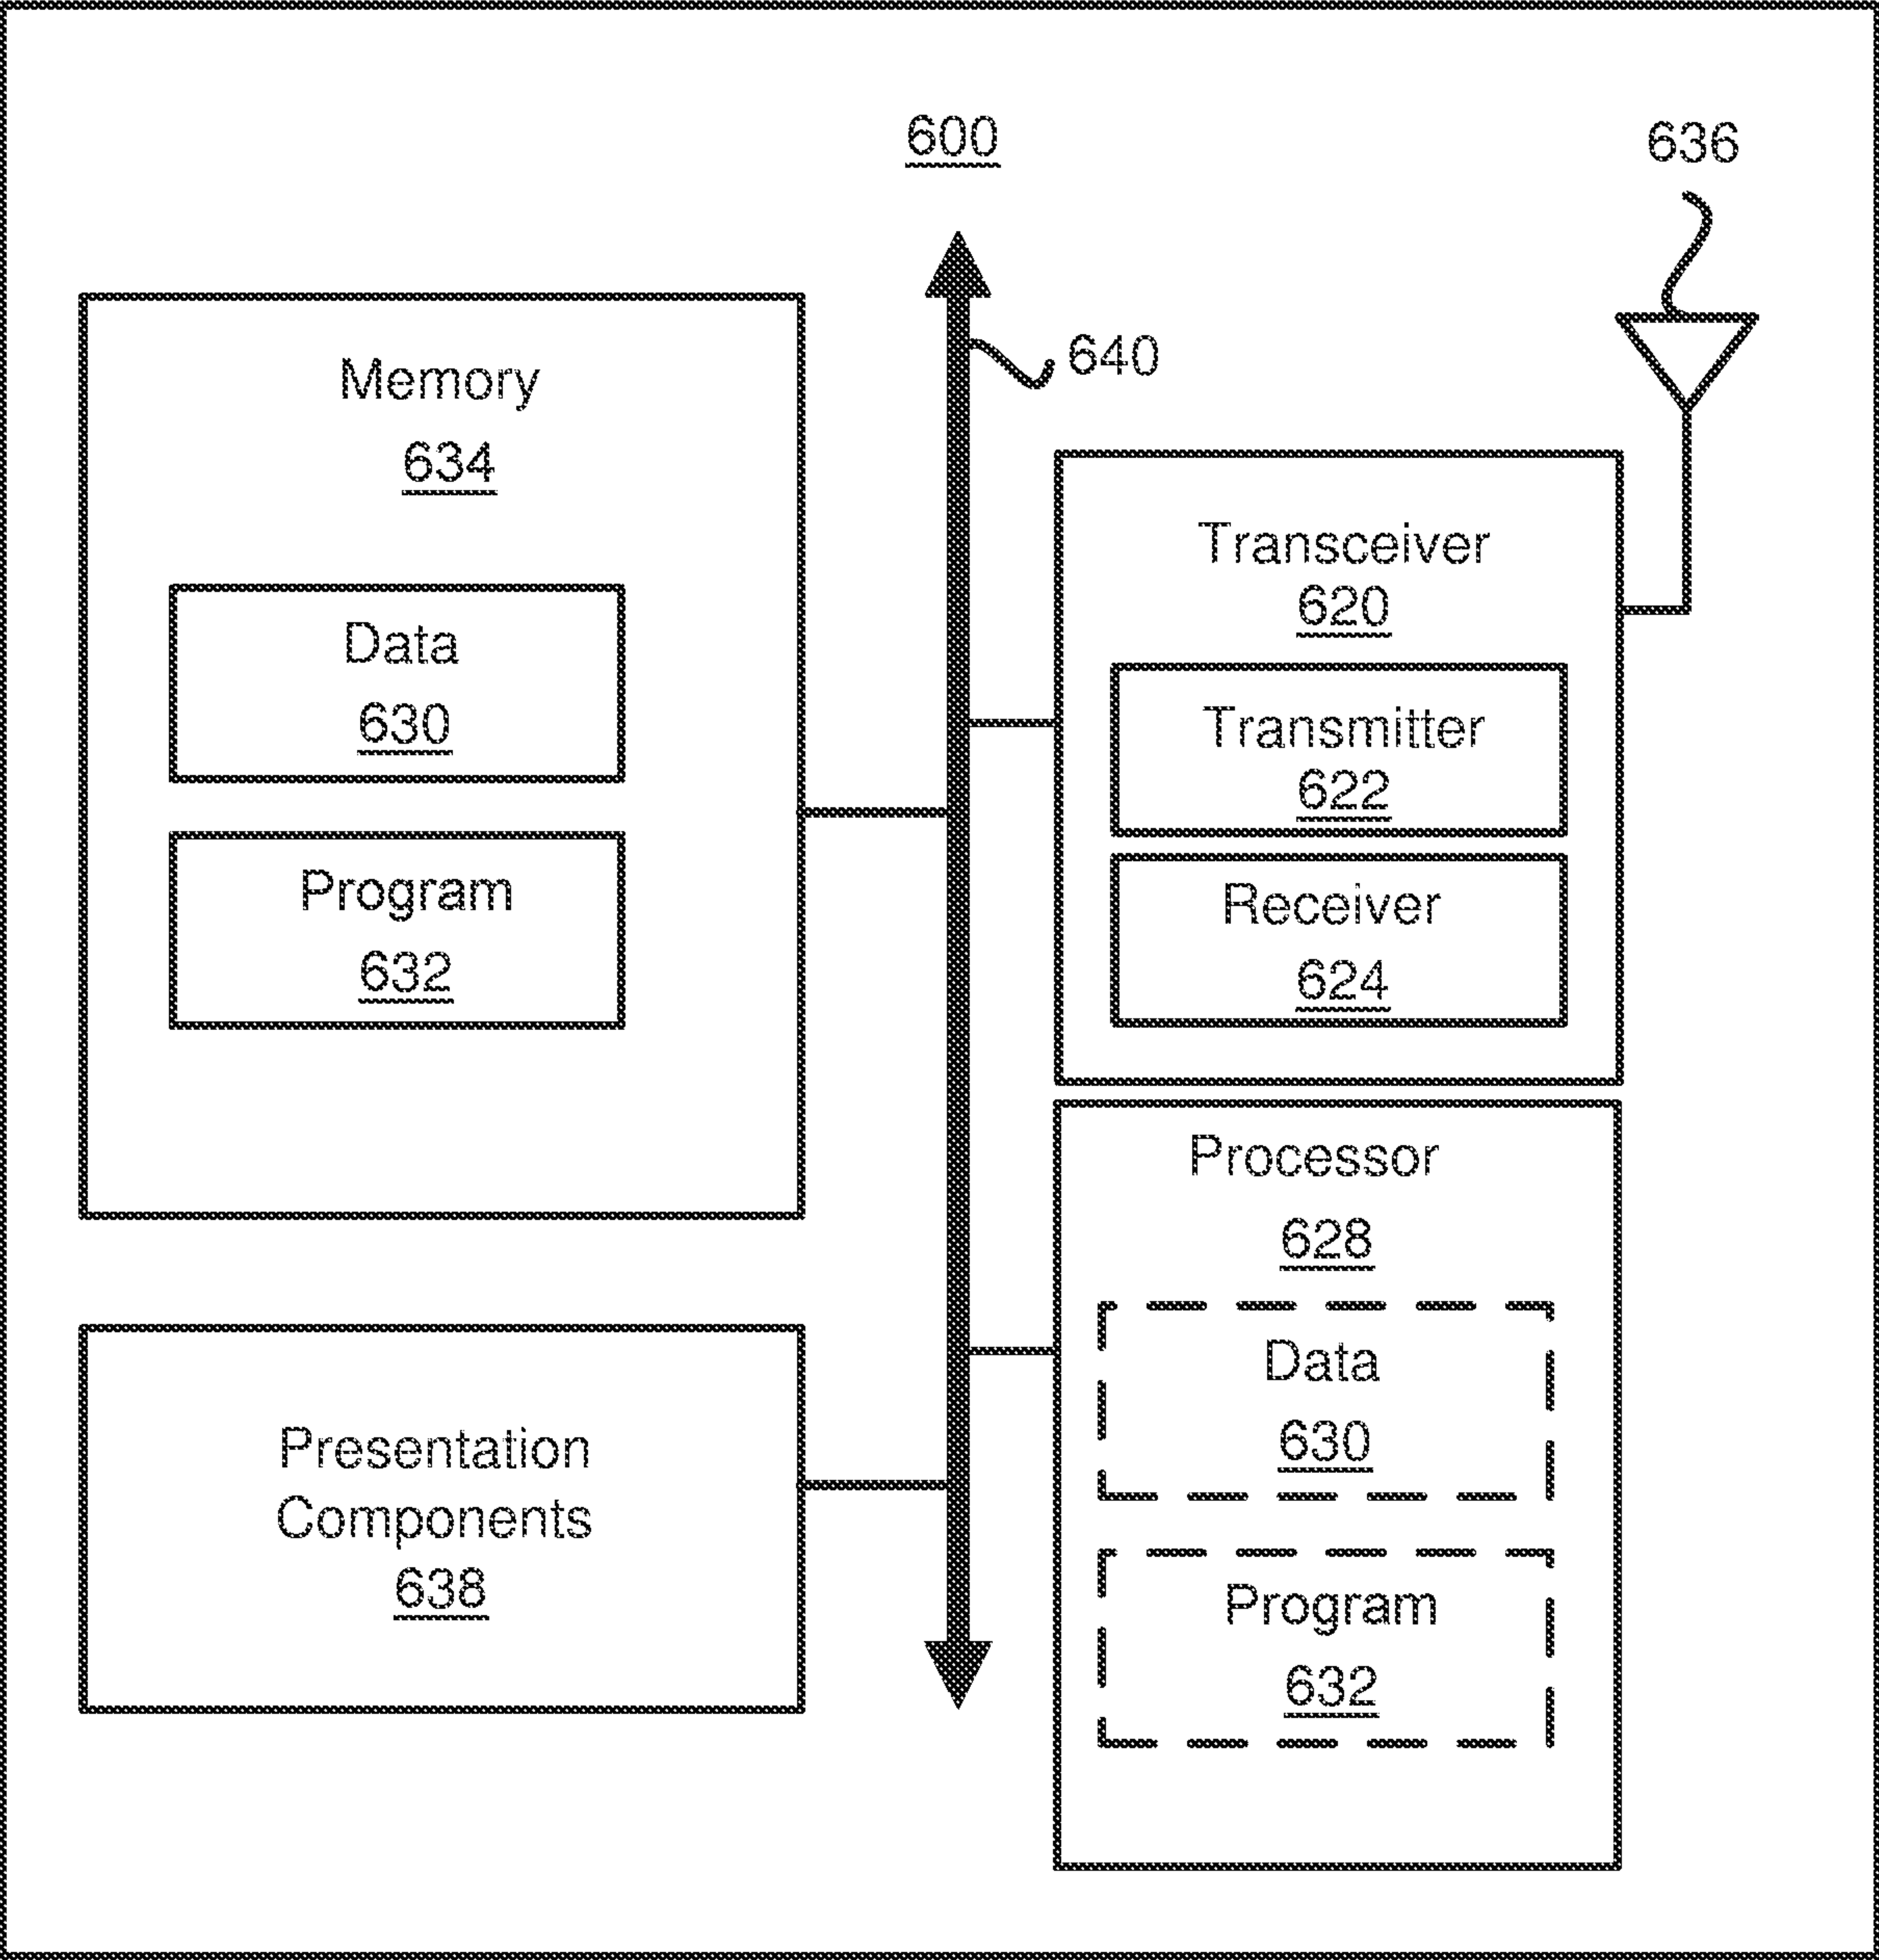 600
636
640
Memory
634
Data
630
Program
632
Transceiver
620
Transmitter
622
Receiver
624
Processor
628
Data
630
Program
632
Presentation
Components
638